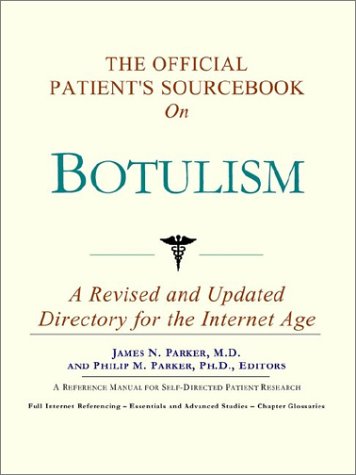 THE OFFICIAL
PATIENT'S SOURCEBOOK
On
BOTULISM
A Revised and Updated
Directory for the Internet Age
JAMES N. PARKER, M.D.
AND PHILIP M. PARKER, PH.D., EDITORS
A REFERENCE MANUAL FOR SELF-DIRECTED PATIENT RESEARCH
Full Internet Referencing – Essentials and Advanced Studies – Chapter Glossaries